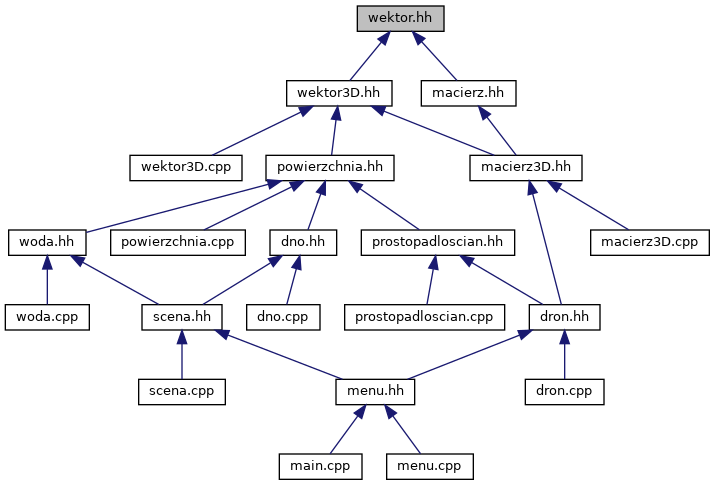 wektor.hh
wektor3D.hh
macierz.hh
wektor3D.cpp
powierzchnia.hh
macierz3D.hh
woda.hh
powierzchnia.cpp
dno.hh
prostopadloscian.hh
macierz3D.cpp
woda.cpp
scena.hh
dno.cpp
prostopadloscian.cpp
dron.hh
scena.cpp
menu.hh
dron.cpp
main.cpp
menu.cpp